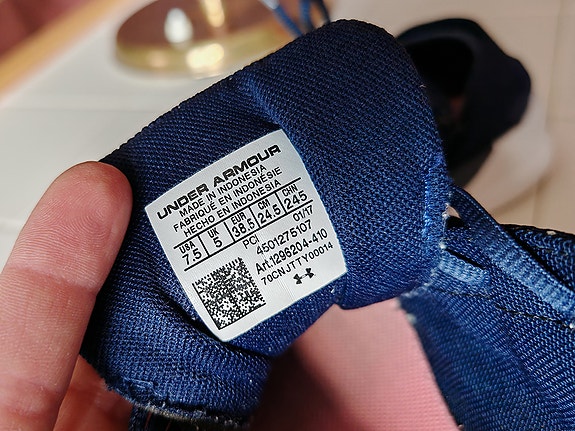 UNDER ARMOUR
MADE IN INDONESIA
FABRIQUÉ EN INDONÉSIE
HECHO EN INDONESIA
USA UK EUR CM CHN
7.5 5 38.5 24.5 245
PCI 01/17
4501275107
Art.1296204-410
70CNJTTY00014